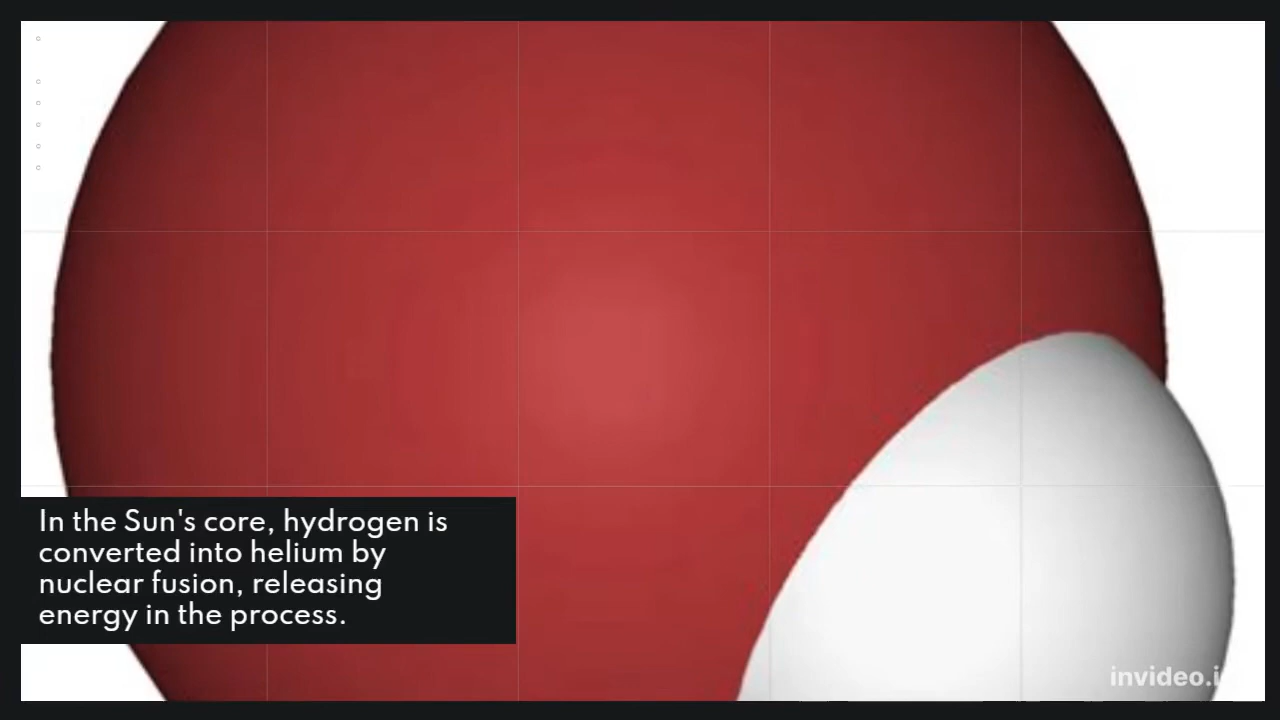 In the Sun's core, hydrogen is
converted into helium by
nuclear fusion, releasing
energy in the process.
invideo.i